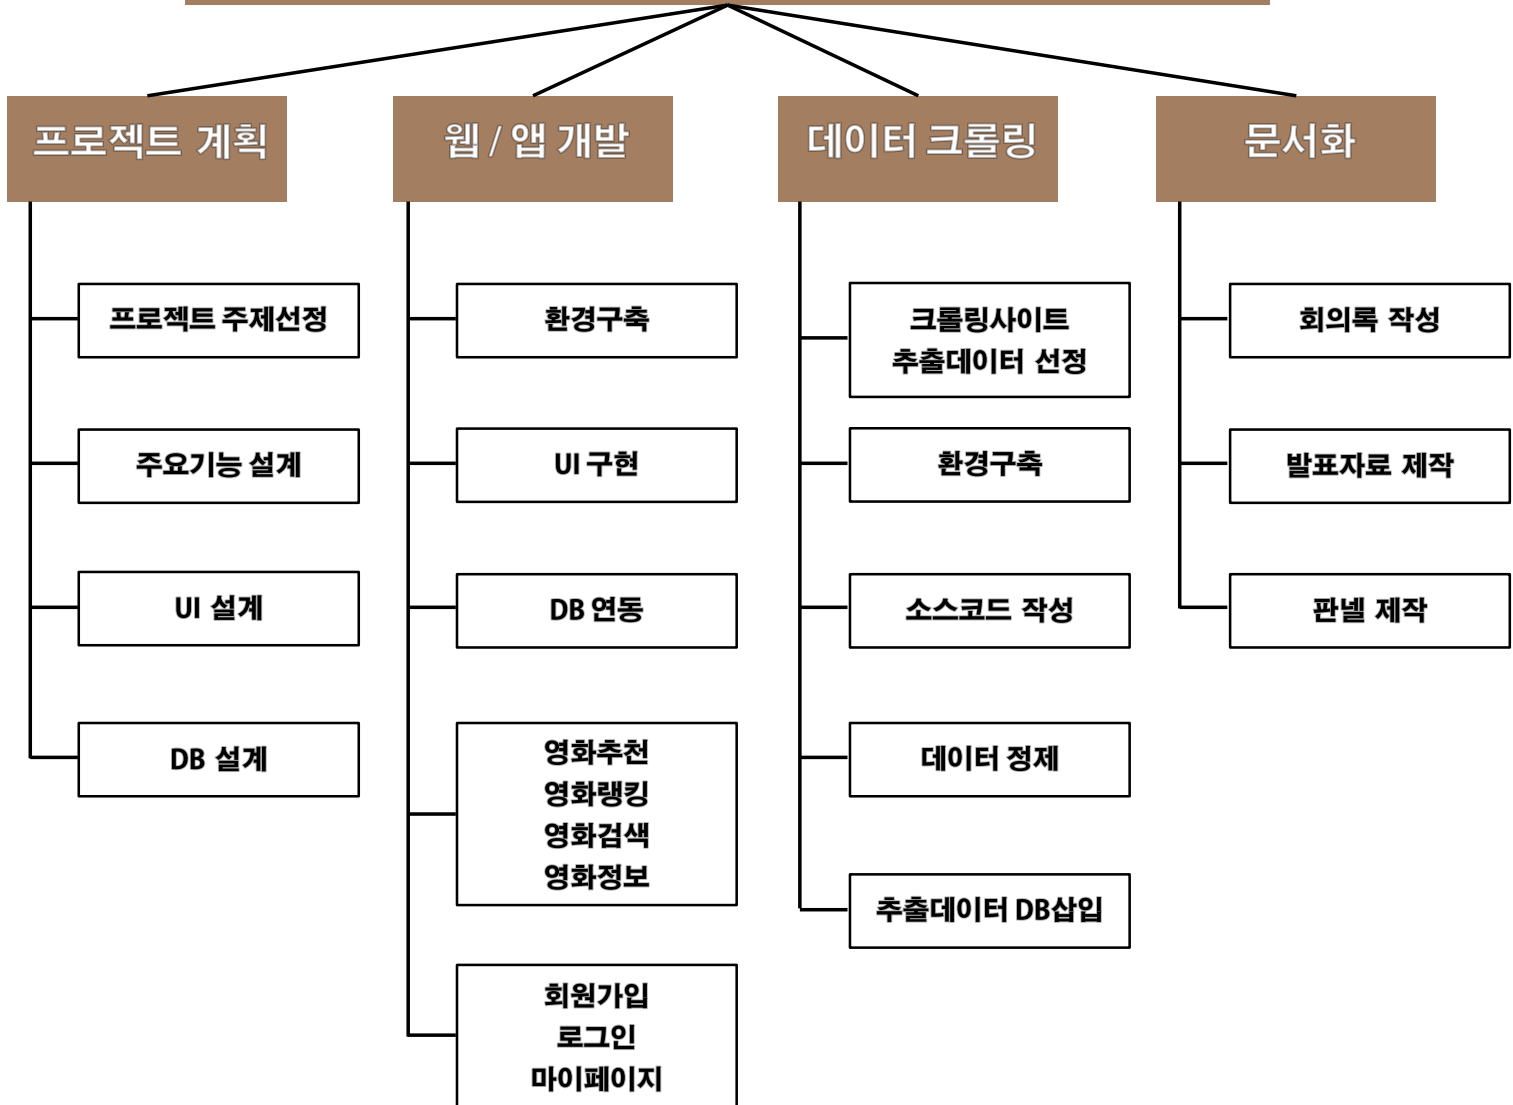 프로젝트 계획
프로젝트 주제선정
주요기능 설계
UI 설계
DB 설계
웹 / 앱 개발
환경구축
UI 구현
DB 연동
영화추천
영화랭킹
영화검색
영화정보
회원가입
로그인
마이페이지
데이터 크롤링
크롤링사이트
추출데이터 선정
환경구축
소스코드 작성
데이터 정제
추출데이터 DB삽입
문서화
회의록 작성
발표자료 제작
판넬 제작